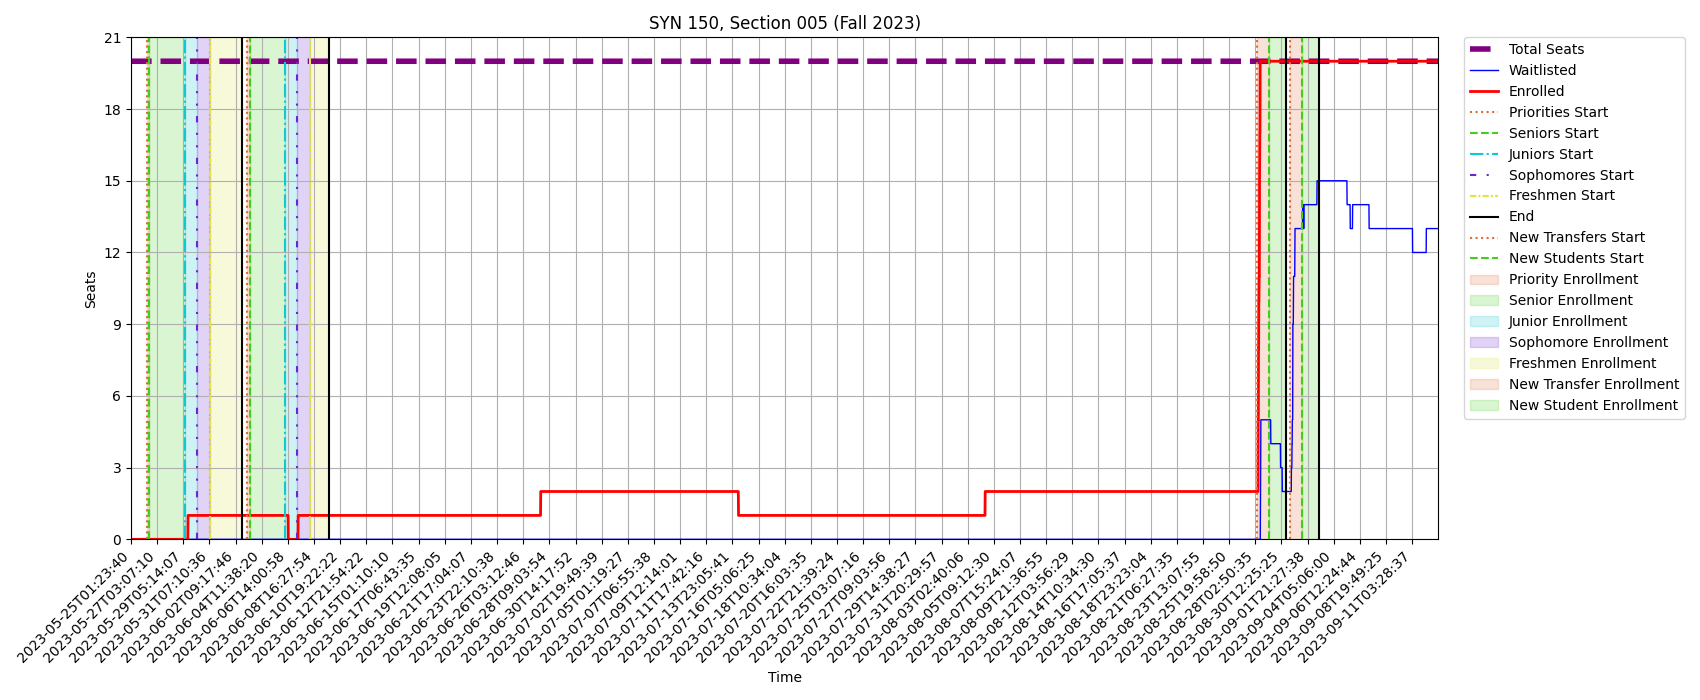 SYN 150, Section 005 (Fall 2023)
21
18
15
12
9
6
3
0
Seats
2023-05-25T01:23:40
2023-05-27T03:07:10
2023-05-29T05:14:07
2023-05-31T07:10:36
2023-06-02T09:17:46
2023-06-04T11:38:20
2023-06-06T14:00:58
2023-06-08T16:27:54
2023-06-10T19:22:22
2023-06-12T21:54:22
2023-06-15T01:10:10
2023-06-17T06:43:35
2023-06-19T12:08:05
2023-06-21T17:04:07
2023-06-23T22:10:38
2023-06-26T03:12:46
2023-06-28T09:03:54
2023-06-30T14:17:52
2023-07-02T19:49:39
2023-07-05T01:19:27
2023-07-07T06:55:38
2023-07-09T12:14:01
2023-07-11T17:42:16
2023-07-13T23:05:41
2023-07-16T05:06:25
2023-07-18T10:34:04
2023-07-20T16:03:35
2023-07-22T21:39:24
2023-07-25T03:07:16
2023-07-27T09:03:56
2023-07-29T14:38:27
2023-07-31T20:29:57
2023-08-03T02:40:06
2023-08-05T09:12:30
2023-08-07T15:24:07
2023-08-09T21:36:55
2023-08-12T03:56:29
2023-08-14T10:34:30
2023-08-16T17:05:37
2023-08-18T23:23:04
2023-08-21T06:27:35
2023-08-23T13:07:55
2023-08-25T19:58:50
2023-08-28T02:50:35
2023-08-30T12:25:25
2023-09-01T21:27:38
2023-09-04T05:06:00
2023-09-06T12:24:44
2023-09-08T19:49:25
2023-09-11T03:28:37
Time
Total Seats
Waitlisted
Enrolled
Priorities Start
Seniors Start
Juniors Start
Sophomores Start
Freshmen Start
End
New Transfers Start
New Students Start
Priority Enrollment
Senior Enrollment
Junior Enrollment
Sophomore Enrollment
Freshmen Enrollment
New Transfer Enrollment
New Student Enrollment